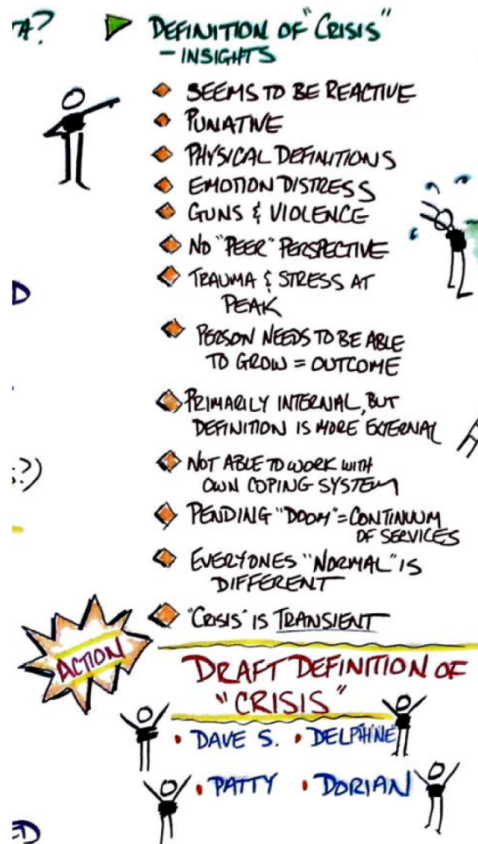 TA?
DEFINITION OF "CRISIS"
- INSIGHTS
SEEMS TO BE REACTIVE
PUNATIVE
PHYSICAL DEFINITIONS
EMOTION DISTRESS
GUNS & VIOLENCE
NO "PEER" PERSPECTIVE
TRAUMA & STRESS AT
PEAK
D
PERSON NEEDS TO BE ABLE
TO GROW = OUTCOME
PRIMARILY INTERNAL, BUT
DEFINITION IS MORE EXTERNAL
?)
NOT ABLE TO WORK WITH
OWN COPING SYSTEM
PENDING "DOOM" = CONTINUUM
OF SERVICES
EVERYONES "NORMAL" IS
DIFFERENT
"CRISIS" IS TRANSIENT
ACTION
DRAFT DEFINITION OF
"CRISIS"
• DAVE S. • DELPHINE
• PATTY • DORIAN
ED